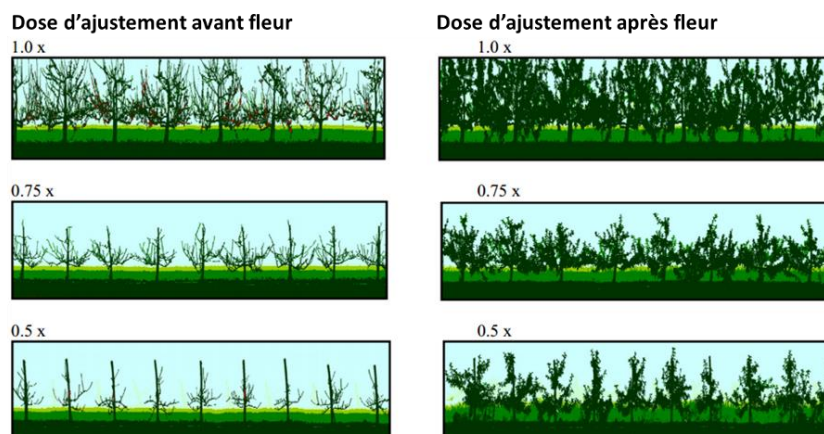 Dose d'ajustement avant fleur
1.0 x
0.75 x
0.5 x
Dose d'ajustement après fleur
1.0 x
0.75 x
0.5 x